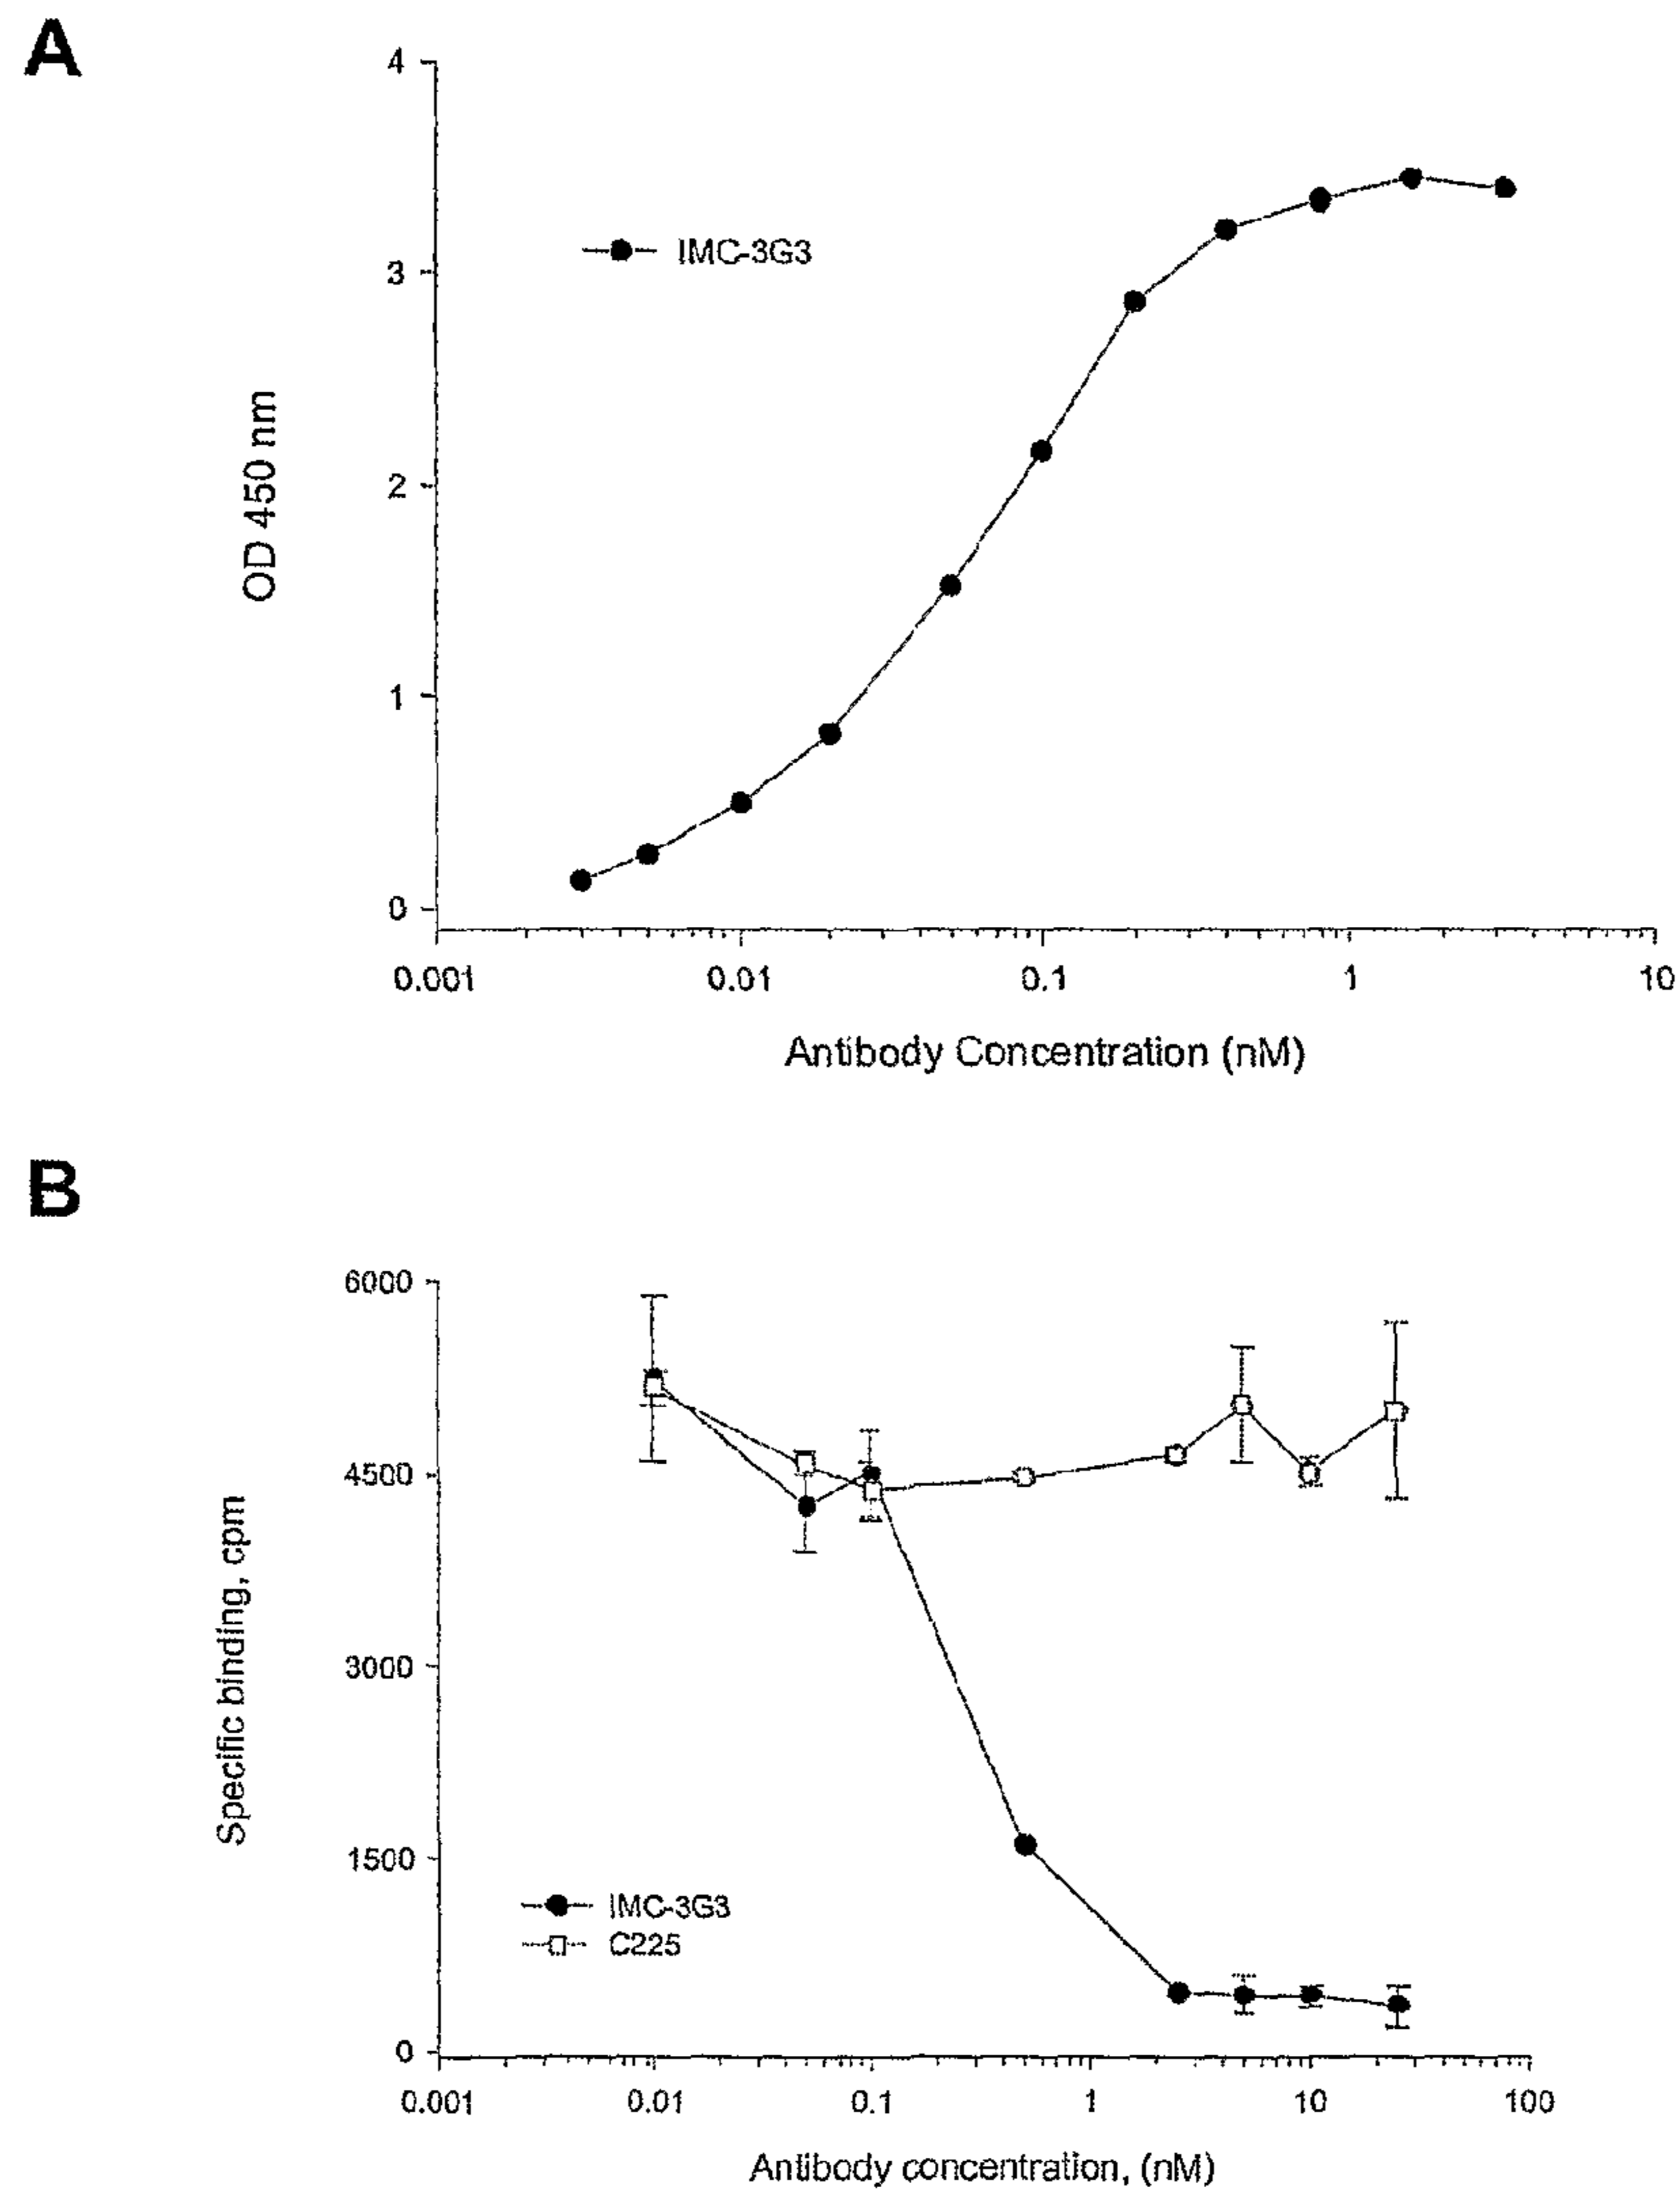 A
4
3
2
1
0
OD 450 nm
IMC-3G3
0.001 0.01 0.1 1 10
Antibody Concentration (nM)
B
6000
4500
3000
1500
0
Specific binding, cpm
IMC-3G3
C225
0.001 0.01 0.1 1 10 100
Antibody concentration, (nM)